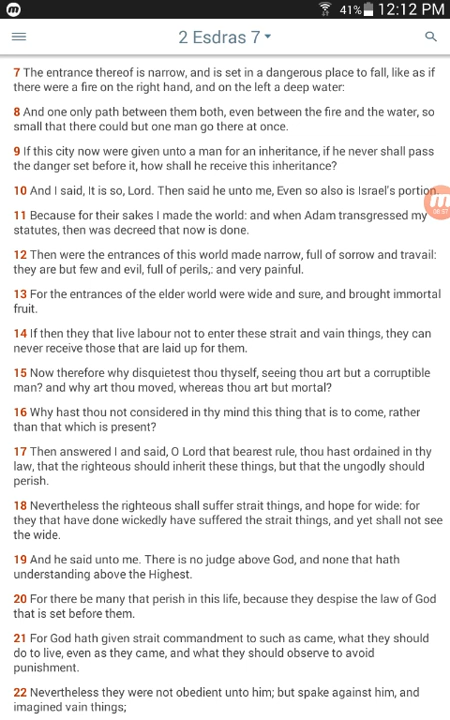 41% 12:12 PM
2 Esdras 7
7 The entrance thereof is narrow, and is set in a dangerous place to fall, like as if
there were a fire on the right hand, and on the left a deep water:
8 And one only path between them both, even between the fire and the water, so
small that there could but one man go there at once.
9 If this city now were given unto a man for an inheritance, if he never shall pass
the danger set before it, how shall he receive this inheritance?
10 And I said, It is so, Lord. Then said he unto me, Even so also is Israel's portion.
11 Because for their sakes I made the world: and when Adam transgressed my
statutes, then was decreed that now is done.
12 Then were the entrances of this world made narrow, full of sorrow and travail:
they are but few and evil, full of perils,: and very painful.
13 For the entrances of the elder world were wide and sure, and brought immortal
fruit.
14 If then they that live labour not to enter these strait and vain things, they can
never receive those that are laid up for them.
15 Now therefore why disquietest thou thyself, seeing thou art but a corruptible
man? and why art thou moved, whereas thou art but mortal?
16 Why hast thou not considered in thy mind this thing that is to come, rather
than that which is present?
17 Then answered I and said, O Lord that bearest rule, thou hast ordained in thy
law, that the righteous should inherit these things, but that the ungodly should
perish.
18 Nevertheless the righteous shall suffer strait things, and hope for wide: for
they that have done wickedly have suffered the strait things, and yet shall not see
the wide.
19 And he said unto me. There is no judge above God, and none that hath
understanding above the Highest.
20 For there be many that perish in this life, because they despise the law of God
that is set before them.
21 For God hath given strait commandment to such as came, what they should
do to live, even as they came, and what they should observe to avoid
punishment.
22 Nevertheless they were not obedient unto him; but spake against him, and
imagined vain things;